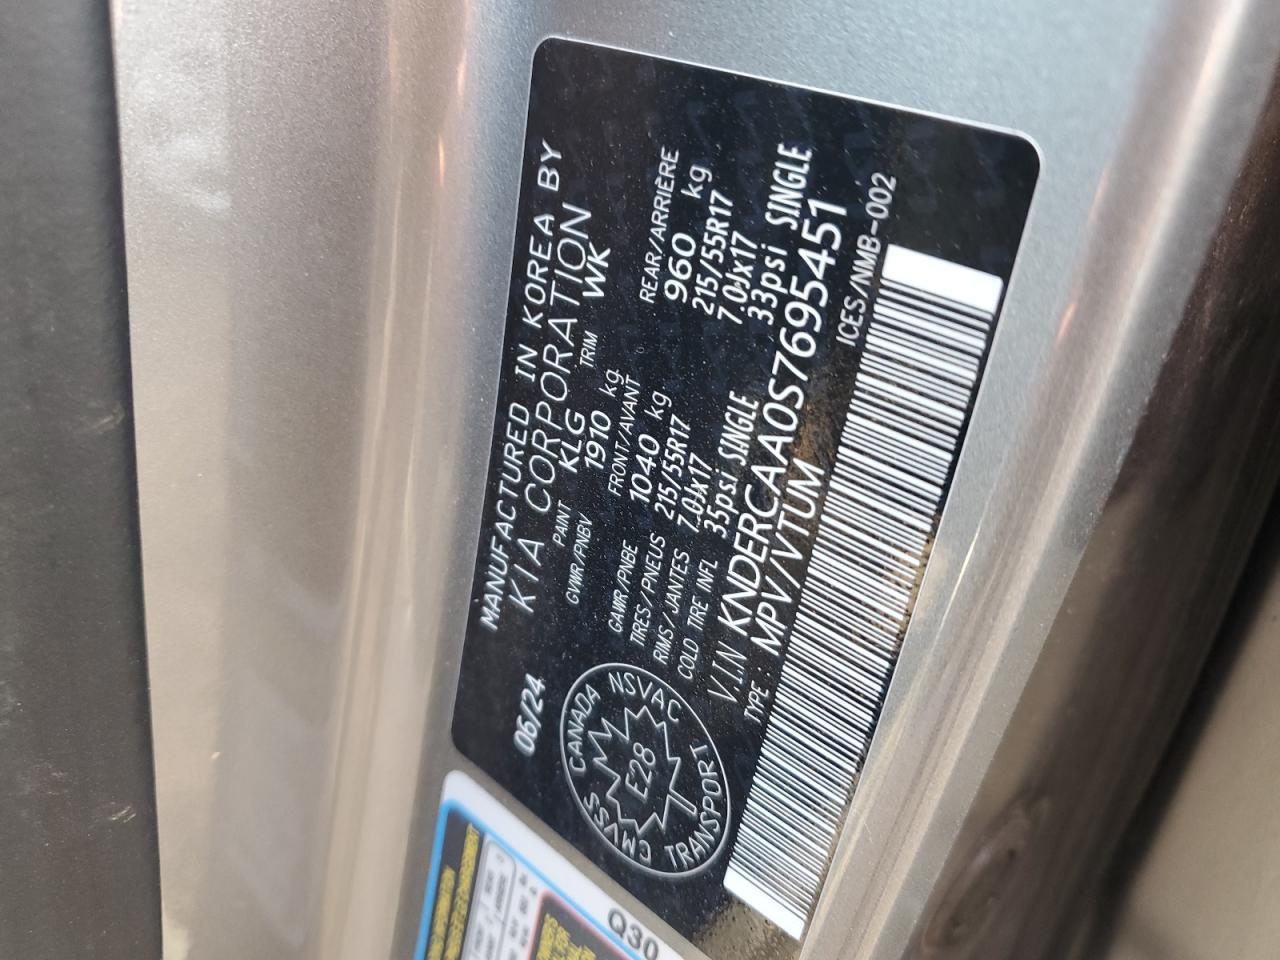 MANUFACTURED IN KOREA BY
KIA CORPORATION
06/24
PAINT KLG TRIM WK
GVWR/PNBV 1910 kg
FRONT/AVANT REAR/ARRIÈRE
GAWR/PNBE 1040 kg 960 kg
TIRES/PNEUS 215/55R17 215/55R17
RIMS/JANTES 7.0Jx17 7.0Jx17
COLD TIRE INFL 35psi SINGLE 33psi SINGLE
V.I.N KNDERCAA0S7695451
TYPE : MPV/VTUM ICES/NMB-002
CANADA
NSVAC
CMVSS
TRANSPORT
E28
Q30